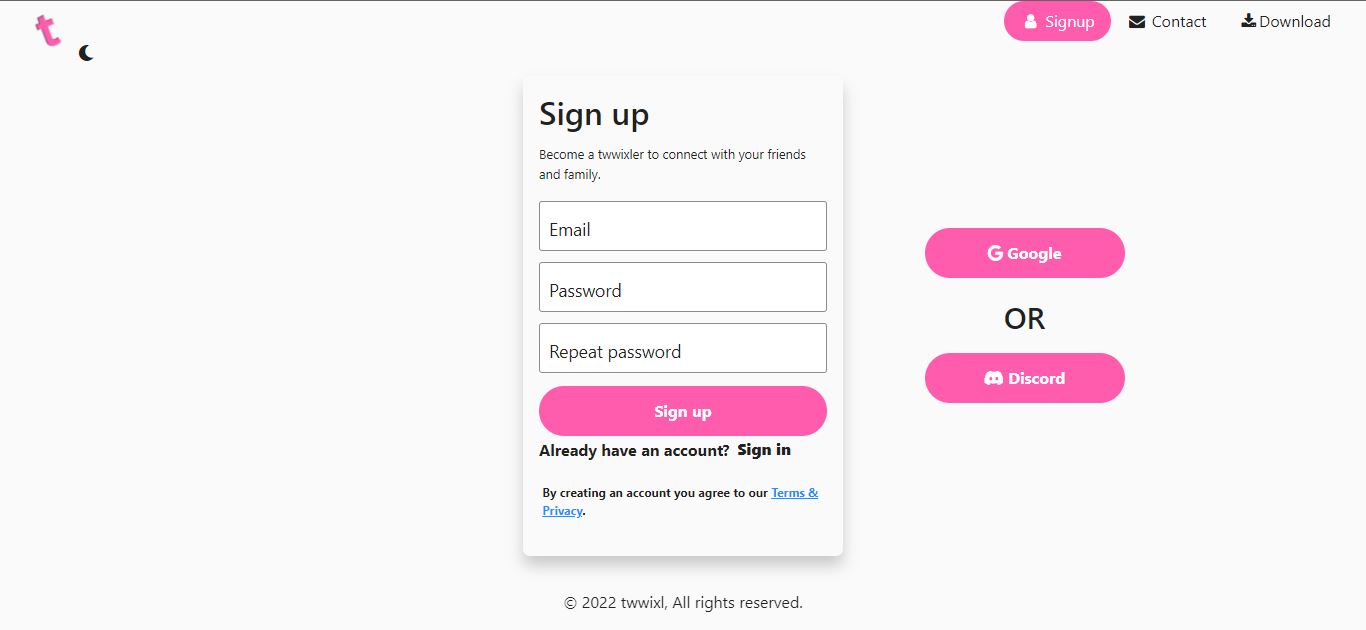 t
Signup
Contact
Download
Sign up
Become a twwixler to connect with your friends
and family.
Email
Password
Repeat password
Sign up
Already have an account? Sign in
By creating an account you agree to our Terms &
Privacy.
Google
OR
Discord
© 2022 twwixl, All rights reserved.